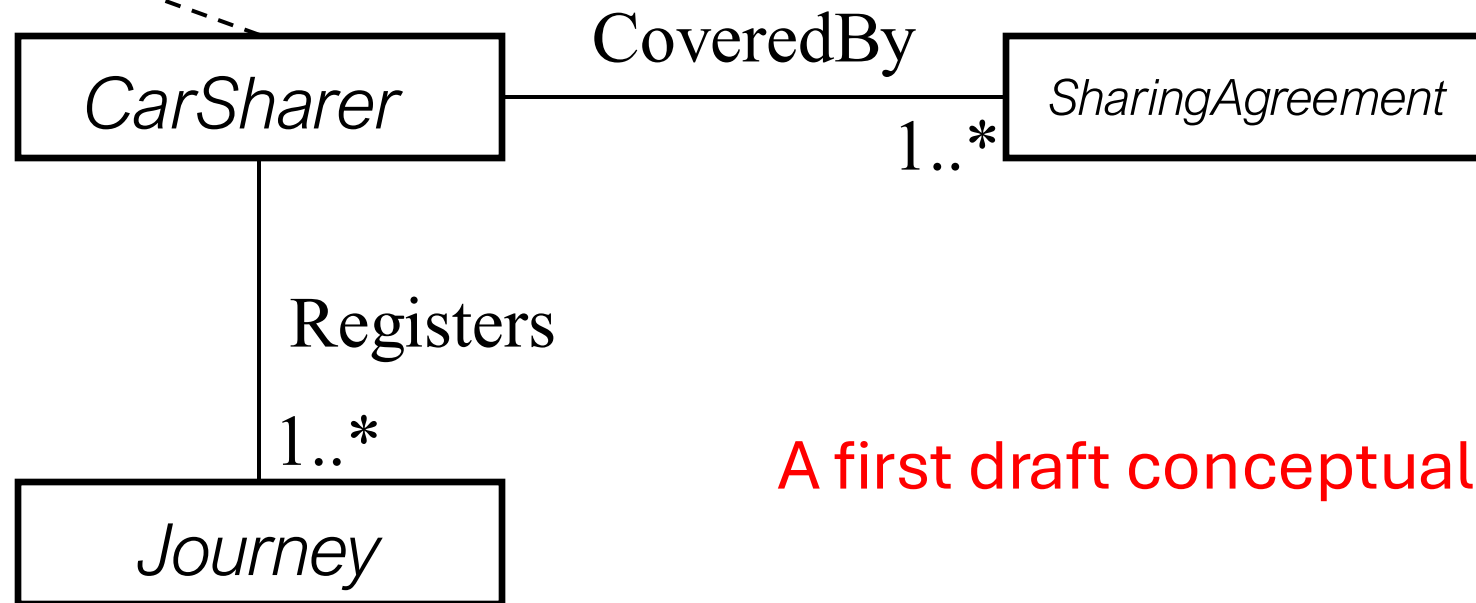 CoveredBy
CarSharer
SharingAgreement
1..*
Registers
1..*
A first draft conceptual
Journey